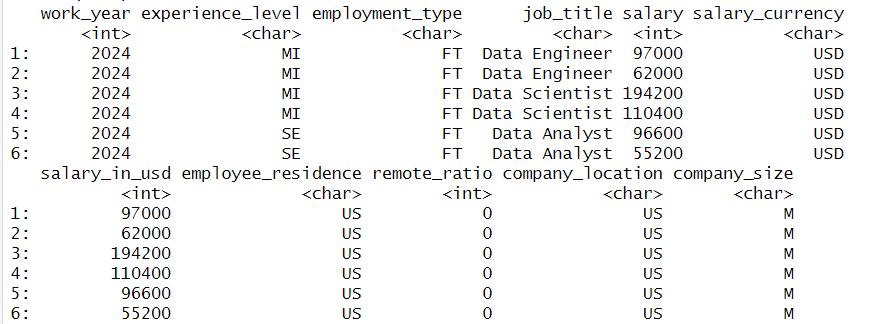 work_year experience_level employment_type      job_title salary salary_currency
       <int>           <char>          <char>         <char>  <int>          <char>
1:      2024               MI              FT  Data Engineer  97000             USD
2:      2024               MI              FT  Data Engineer  62000             USD
3:      2024               MI              FT Data Scientist 194200             USD
4:      2024               MI              FT Data Scientist 110400             USD
5:      2024               SE              FT   Data Analyst  96600             USD
6:      2024               SE              FT   Data Analyst  55200             USD
   salary_in_usd employee_residence remote_ratio company_location company_size
           <int>             <char>        <int>           <char>       <char>
1:         97000                 US            0               US            M
2:         62000                 US            0               US            M
3:        194200                 US            0               US            M
4:        110400                 US            0               US            M
5:         96600                 US            0               US            M
6:         55200                 US            0               US            M